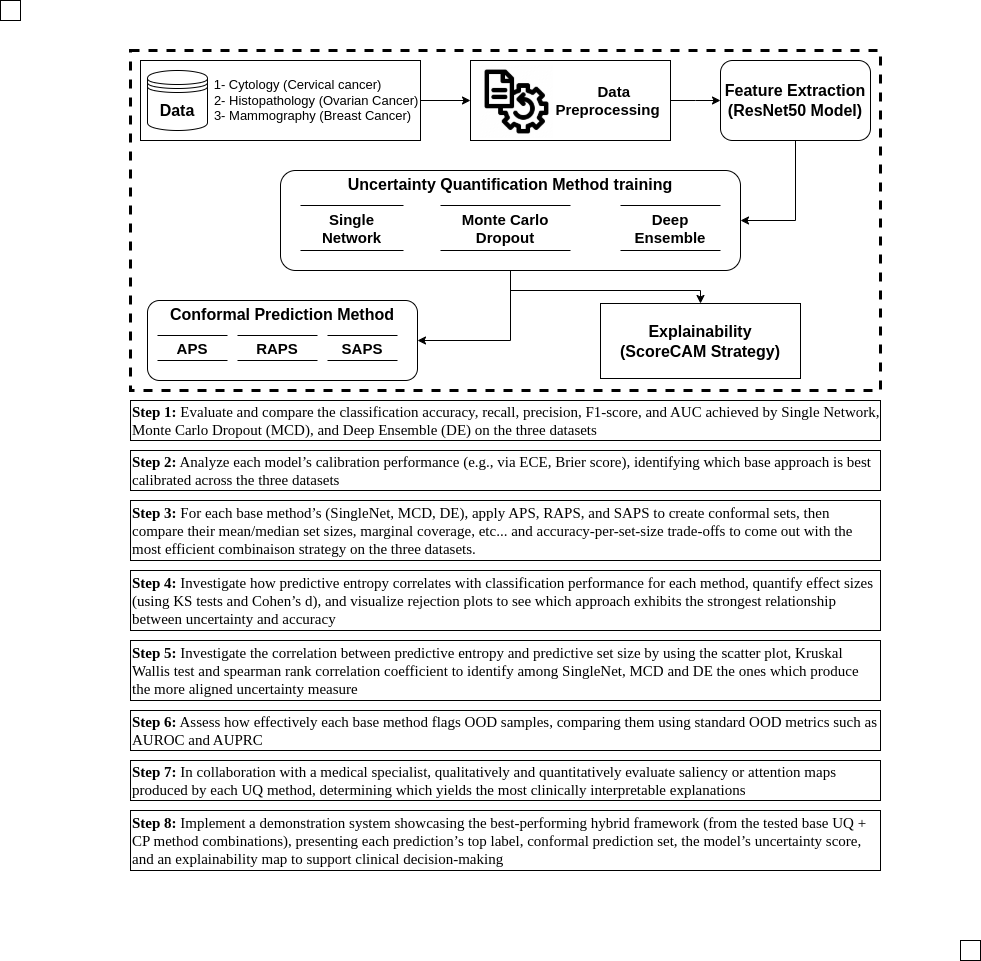 Data
1- Cytology (Cervical cancer)
2- Histopathology (Ovarian Cancer)
3- Mammography (Breast Cancer)
Data
Preprocessing
Feature Extraction
(ResNet50 Model)
Uncertainty Quantification Method training
Single
Network
Monte Carlo
Dropout
Deep
Ensemble
Conformal Prediction Method
APS
RAPS
SAPS
Explainability
(ScoreCAM Strategy)
Step 1: Evaluate and compare the classification accuracy, recall, precision, F1-score, and AUC achieved by Single Network,
Monte Carlo Dropout (MCD), and Deep Ensemble (DE) on the three datasets
Step 2: Analyze each model’s calibration performance (e.g., via ECE, Brier score), identifying which base approach is best
calibrated across the three datasets
Step 3: For each base method’s (SingleNet, MCD, DE), apply APS, RAPS, and SAPS to create conformal sets, then
compare their mean/median set sizes, marginal coverage, etc... and accuracy-per-set-size trade-offs to come out with the
most efficient combinaison strategy on the three datasets.
Step 4: Investigate how predictive entropy correlates with classification performance for each method, quantify effect sizes
(using KS tests and Cohen’s d), and visualize rejection plots to see which approach exhibits the strongest relationship
between uncertainty and accuracy
Step 5: Investigate the correlation between predictive entropy and predictive set size by using the scatter plot, Kruskal
Wallis test and spearman rank correlation coefficient to identify among SingleNet, MCD and DE the ones which produce
the more aligned uncertainty measure
Step 6: Assess how effectively each base method flags OOD samples, comparing them using standard OOD metrics such as
AUROC and AUPRC
Step 7: In collaboration with a medical specialist, qualitatively and quantitatively evaluate saliency or attention maps
produced by each UQ method, determining which yields the most clinically interpretable explanations
Step 8: Implement a demonstration system showcasing the best-performing hybrid framework (from the tested base UQ +
CP method combinations), presenting each prediction’s top label, conformal prediction set, the model’s uncertainty score,
and an explainability map to support clinical decision-making